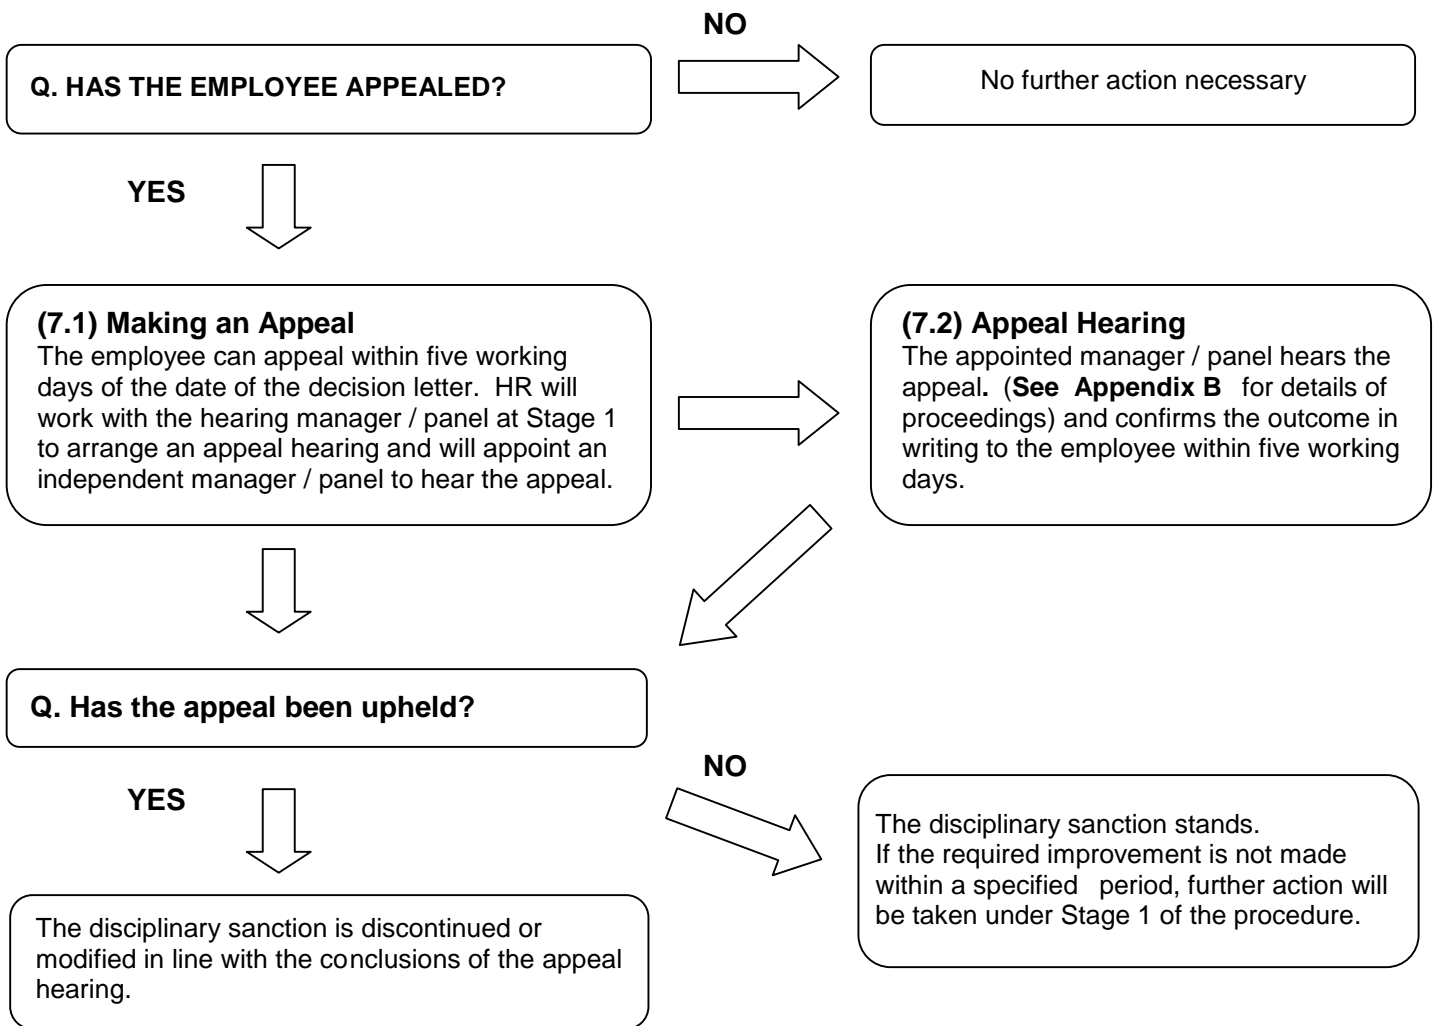 NO
Q. HAS THE EMPLOYEE APPEALED?
No further action necessary
YES
(7.1) Making an Appeal
The employee can appeal within five working
days of the date of the decision letter.  HR will
work with the hearing manager / panel at Stage 1
to arrange an appeal hearing and will appoint an
independent manager / panel to hear the appeal.
(7.2) Appeal Hearing
The appointed manager / panel hears the
appeal.  (See  Appendix B   for details of
proceedings) and confirms the outcome in
writing to the employee within five working
days.
Q. Has the appeal been upheld?
NO
YES
The disciplinary sanction stands.
If the required improvement is not made
within a specified   period, further action will
be taken under Stage 1 of the procedure.
The disciplinary sanction is discontinued or
modified in line with the conclusions of the appeal
hearing.